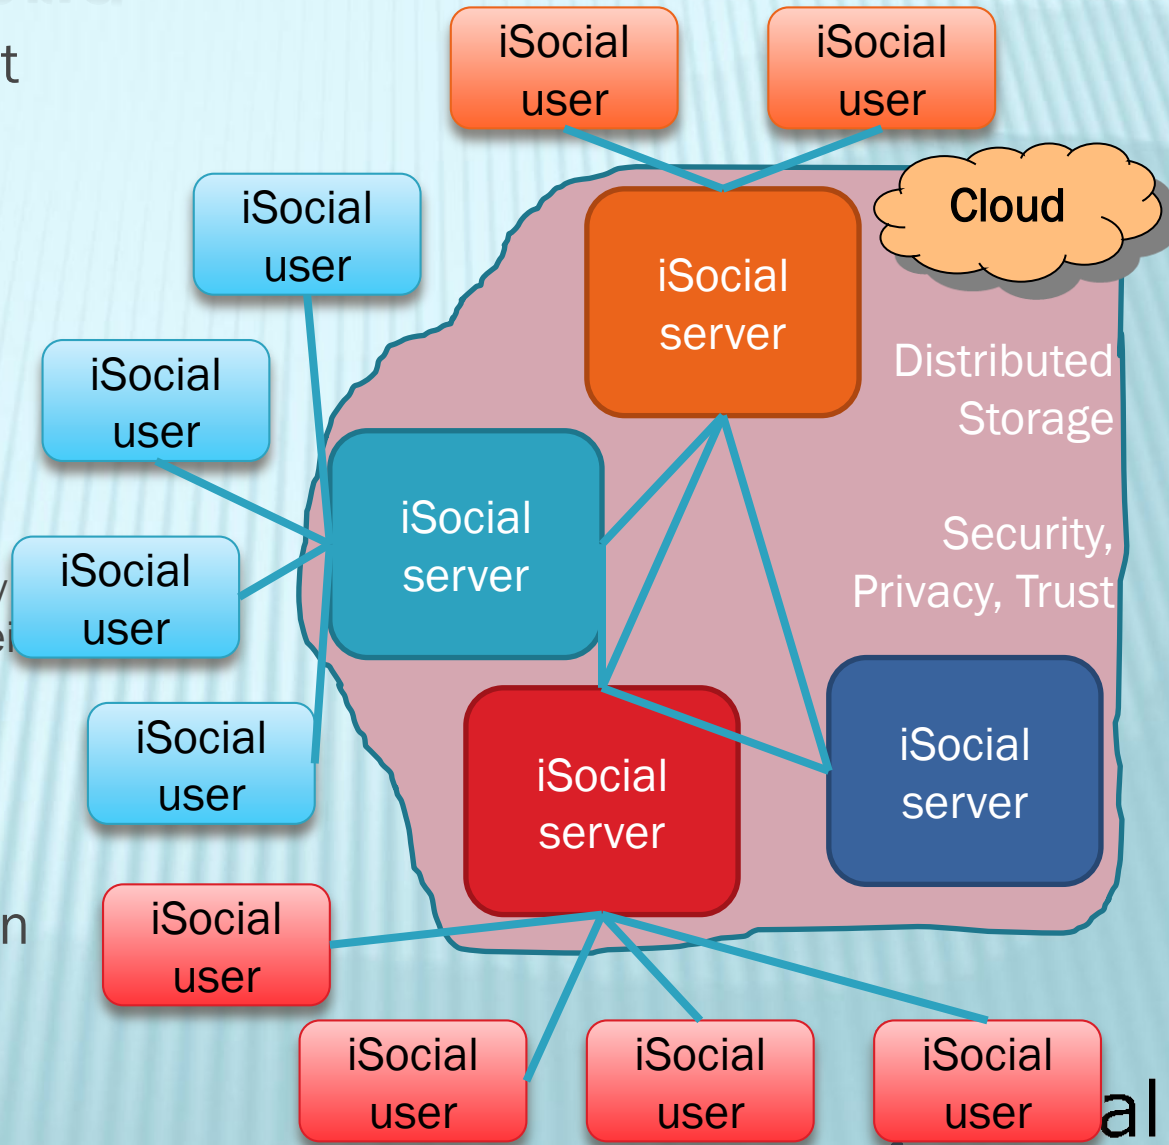 iSocial
user
iSocial
user
t
iSocial
user
Cloud
iSocial
server
iSocial
user
Distributed
Storage
iSocial
server
Security,
Privacy, Trust
iSocial
user
iSocial
user
iSocial
server
iSocial
server
iSocial
user
n
iSocial
user
iSocial
user
iSocial
user
al